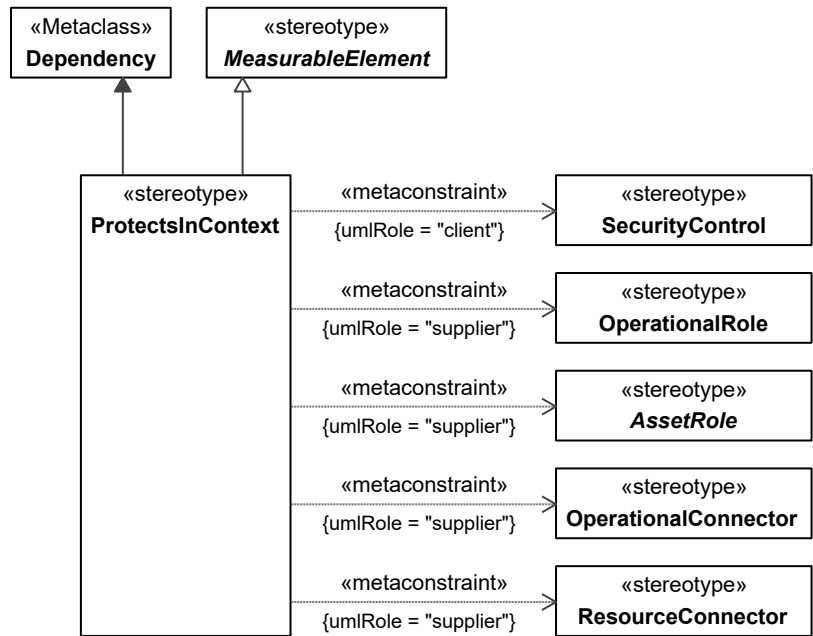 «Metaclass»
Dependency
«stereotype»
MeasurableElement
«stereotype»
ProtectsInContext
«metaconstraint»
{umlRole = "client"}
«stereotype»
SecurityControl
«metaconstraint»
{umlRole = "supplier"}
«stereotype»
OperationalRole
«metaconstraint»
{umlRole = "supplier"}
«stereotype»
AssetRole
«metaconstraint»
{umlRole = "supplier"}
«stereotype»
OperationalConnector
«metaconstraint»
{umlRole = "supplier"}
«stereotype»
ResourceConnector